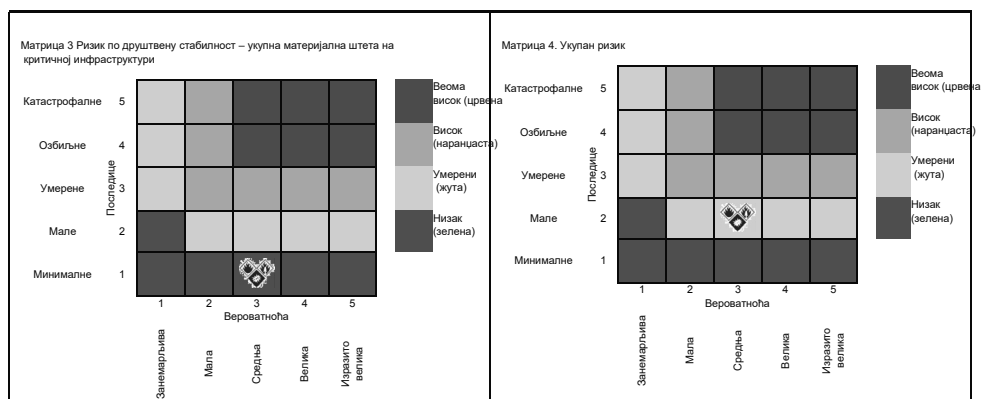 Матрица 3 Ризик по друштвену стабилност – укупна материјална штета на
критичној инфраструктури
Катастрофалне 5
Озбиљне 4
Умерене 3
Мале 2
Минималне 1
Последице
1 2 3 4 5
Вероватноћа
Занемарљива
Мала
Средња
Велика
Изразито
велика
Веома
висок (црвена
Висок
(наранџаста)
Умерени
(жута)
Низак
(зелена)
Матрица 4. Укупан ризик
Катастрофалне 5
Озбиљне 4
Умерене 3
Мале 2
Минималне 1
Последице
1 2 3 4 5
Вероватноћа
Занемарљива
Мала
Средња
Велика
Изразито
велика
Веома
висок (црвена
Висок
(наранџаста)
Умерени
(жута)
Низак
(зелена)